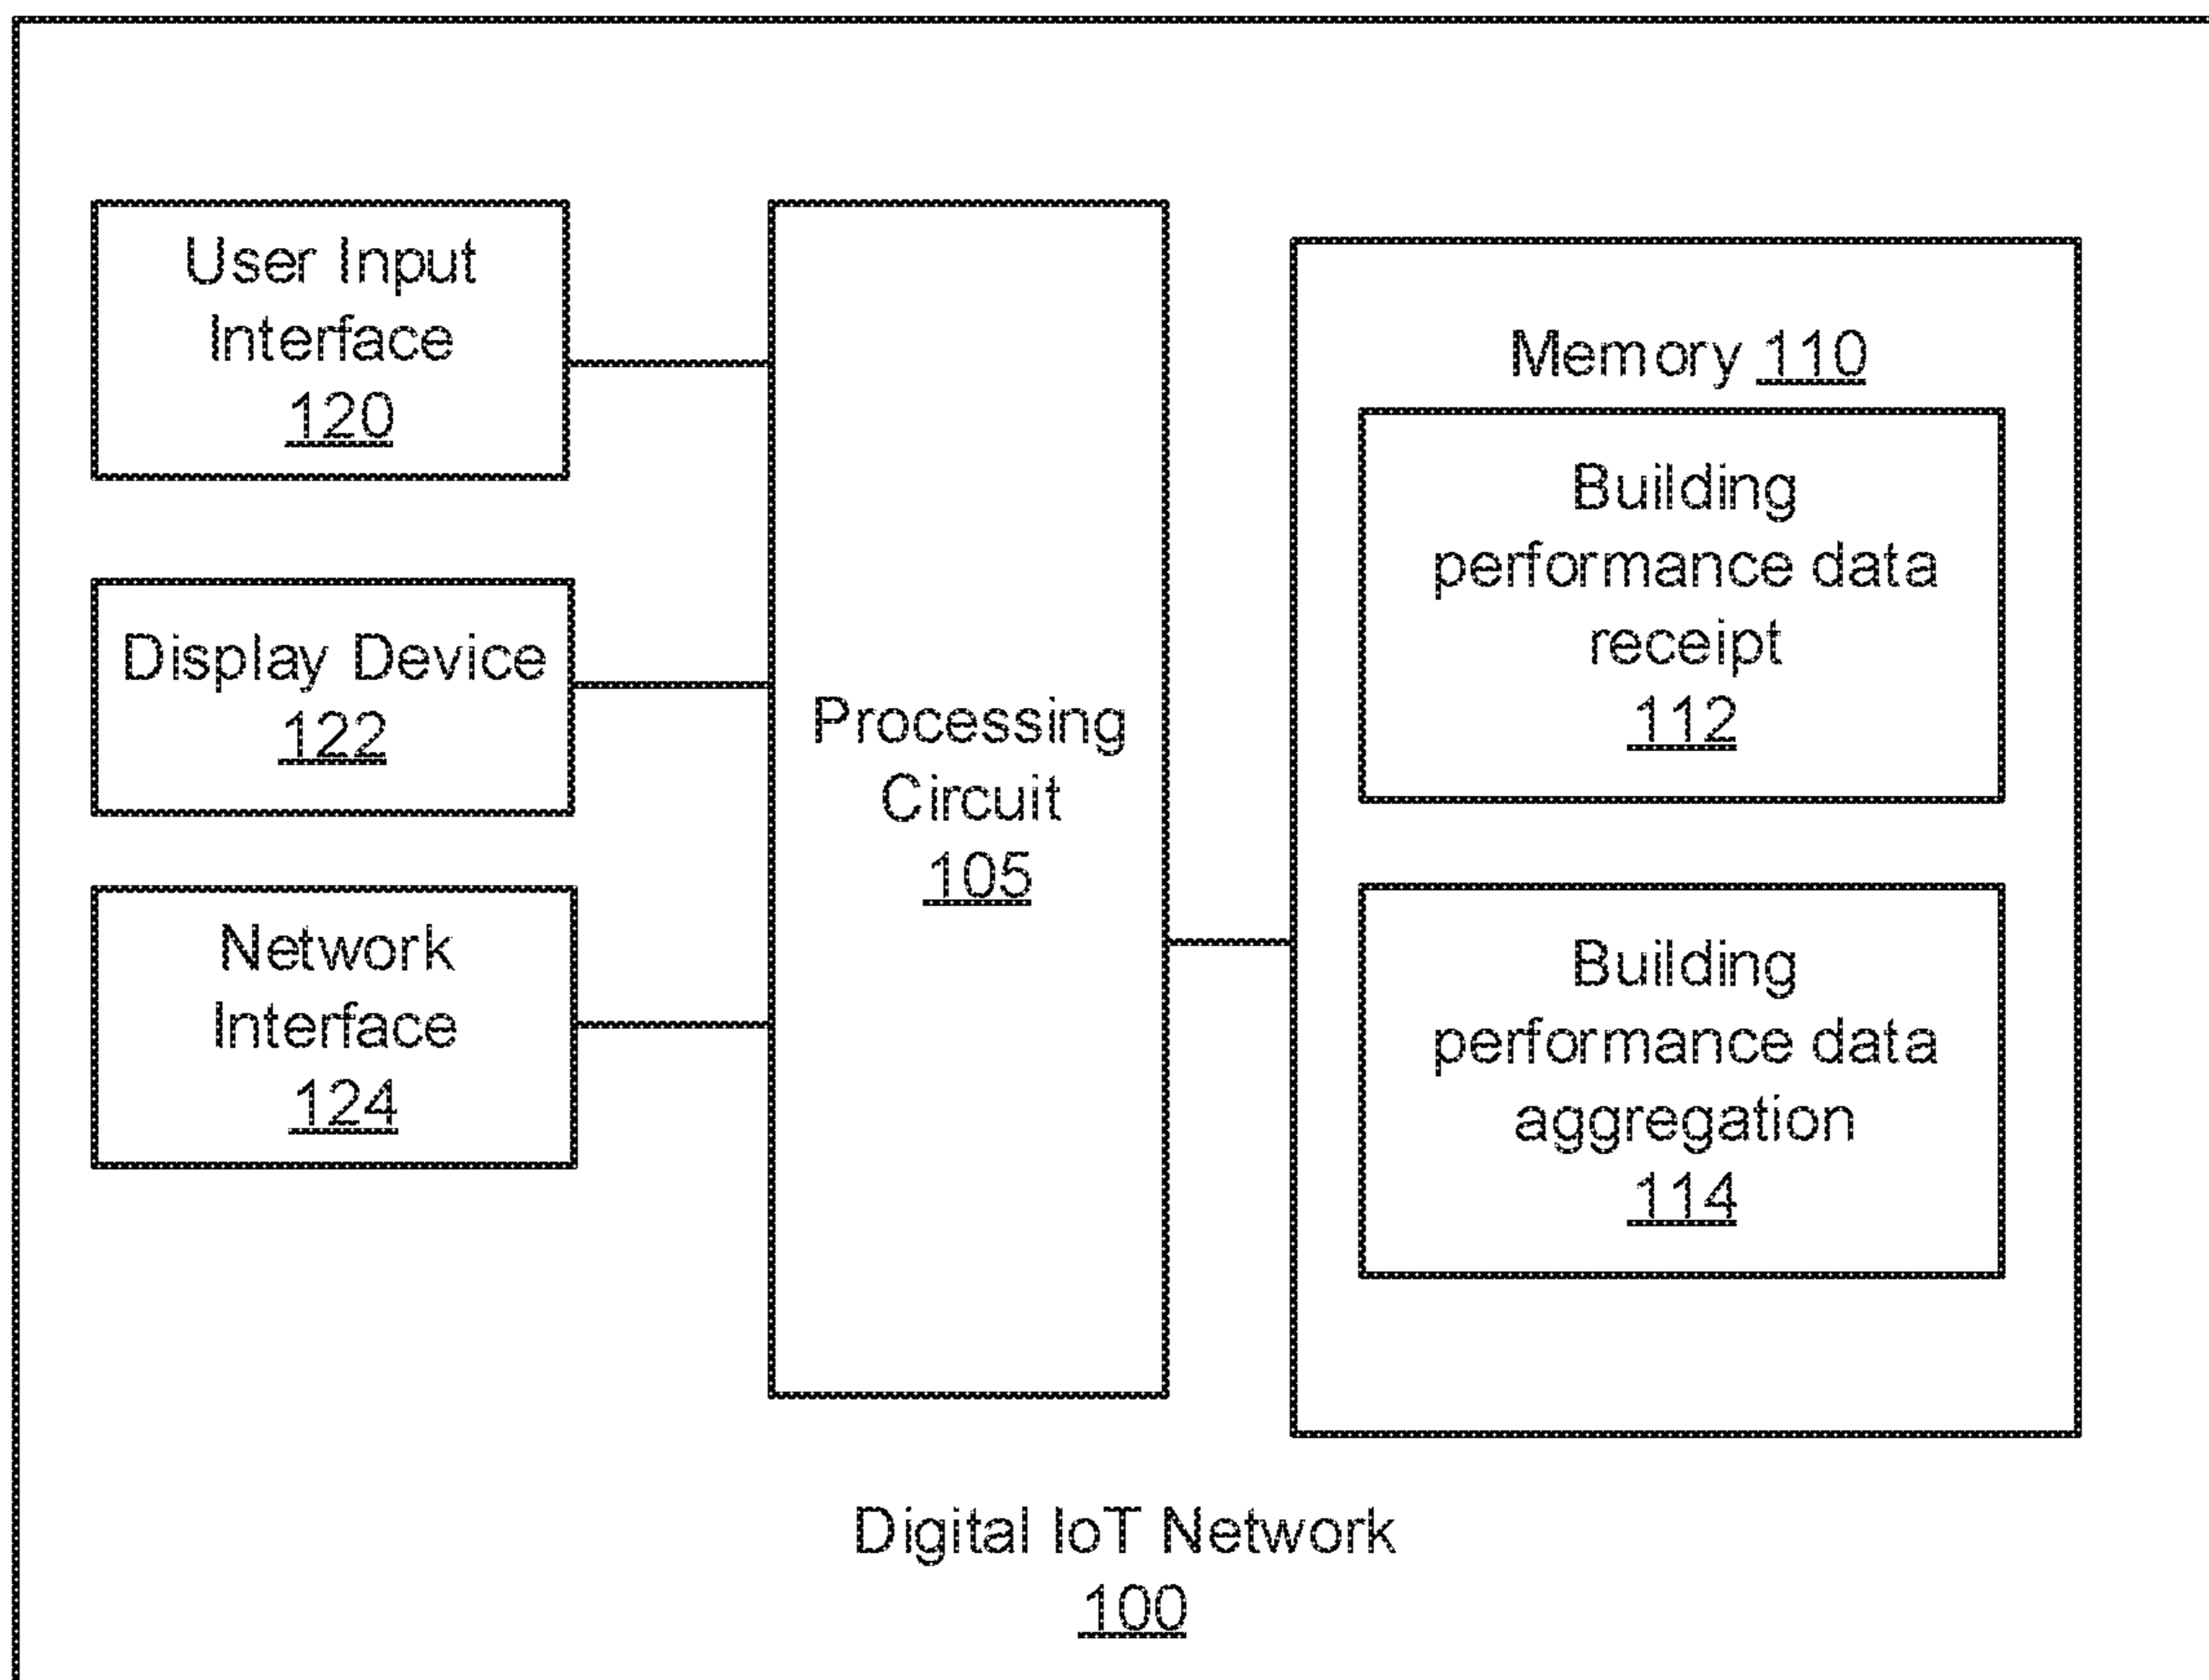 User Input
Interface
120
Display Device
122
Network
Interface
124
Processing
Circuit
105
Memory 110
Building
performance data
receipt
112
Building
performance data
aggregation
114
Digital IoT Network
100